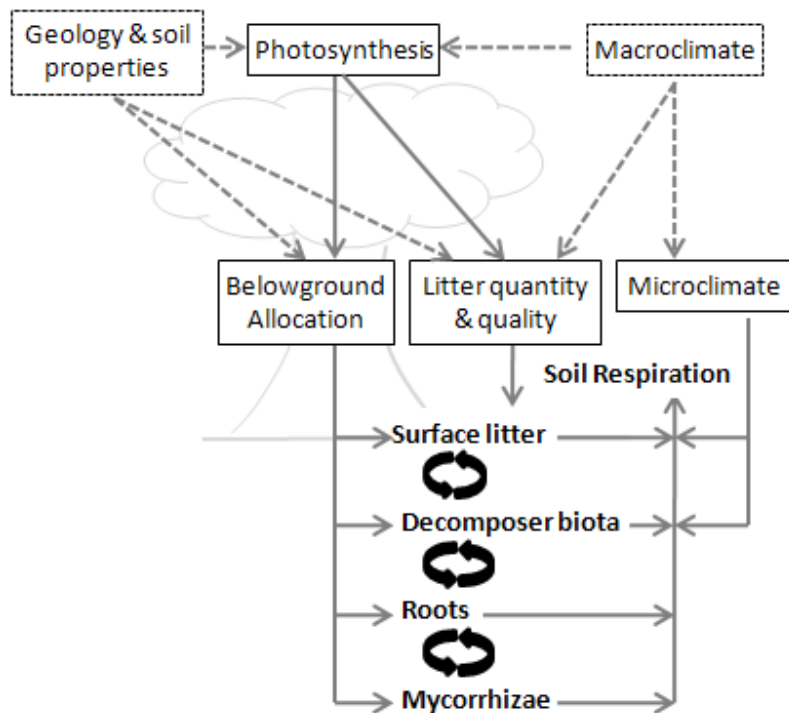 Geology & soil
properties
Photosynthesis
Macroclimate
Belowground
Allocation
Litter quantity
& quality
Microclimate
Soil Respiration
Surface litter
Decomposer biota
Roots
Mycorrhizae